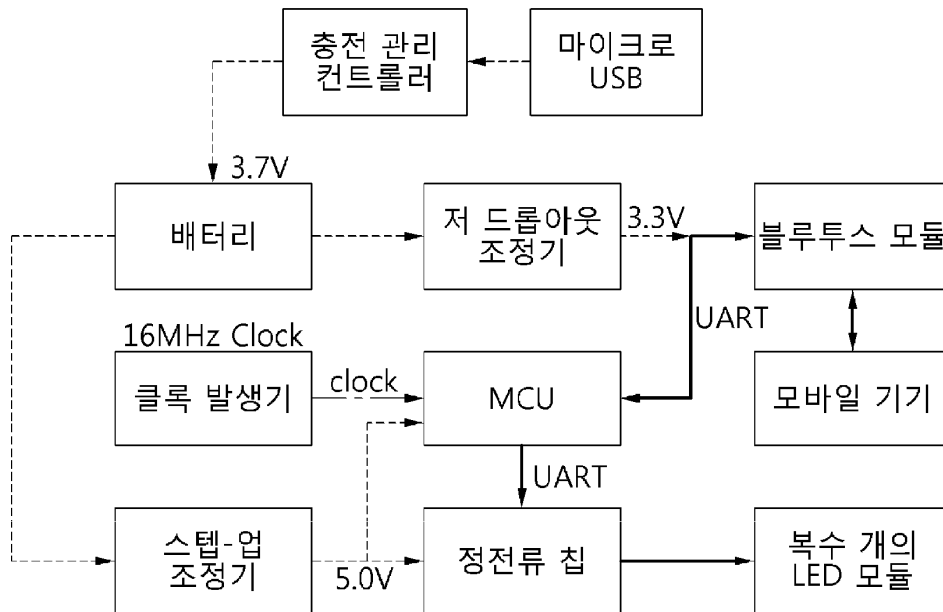 충전 관리
컨트롤러
마이크로
USB
3.7V
배터리
저 드롭아웃
조정기
3.3V
블루투스 모듈
UART
16MHz Clock
클록 발생기
clock
MCU
모바일 기기
UART
스텝-업
조정기
5.0V
정전류 칩
복수 개의
LED 모듈